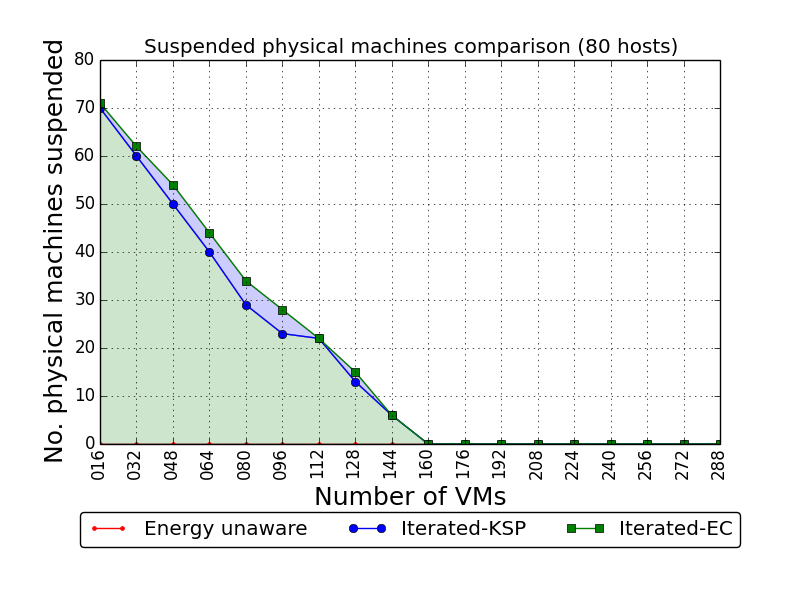 Suspended physical machines comparison (80 hosts)
No. physical machines suspended
80
70
60
50
40
30
20
10
0
016 032 048 064 080 096 112 128 144 160 176 192 208 224 240 256 272 288
Number of VMs
Energy unaware Iterated-KSP Iterated-EC